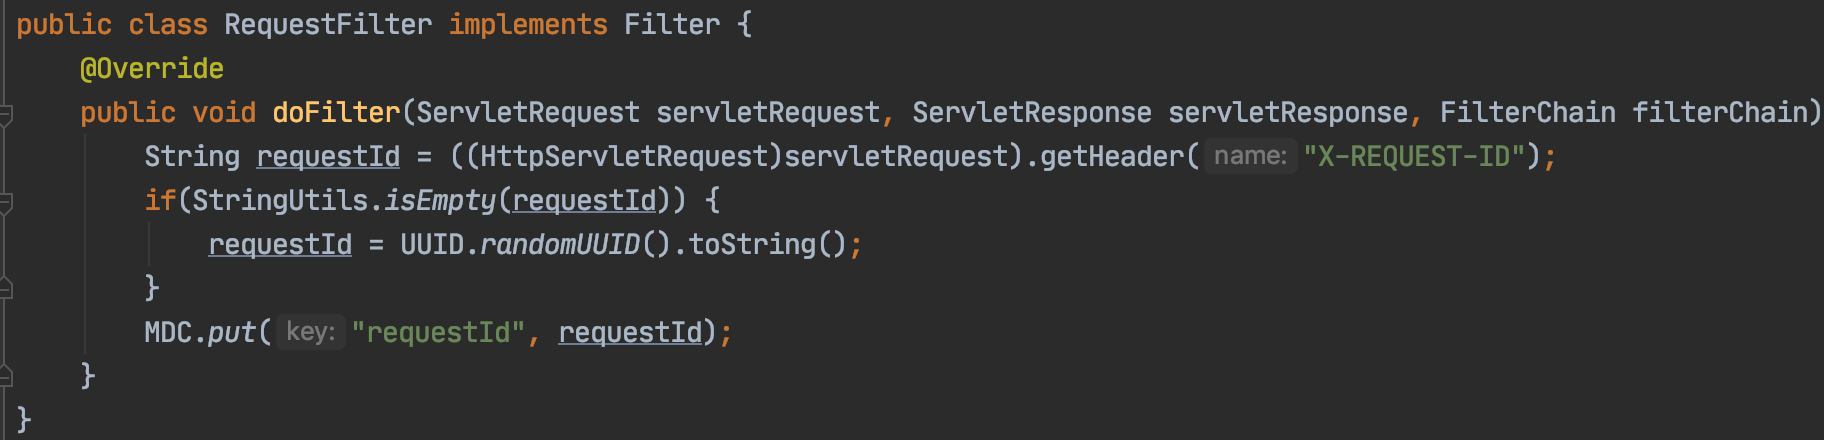 public class RequestFilter implements Filter {
@Override
public void doFilter(ServletRequest servletRequest, ServletResponse servletResponse, FilterChain filterChain)
String requestId = ((HttpServletRequest)servletRequest).getHeader( name: "X-REQUEST-ID");
if(StringUtils.isEmpty(requestId)) {
requestId = UUID.randomUUID().toString();
}
MDC.put( key: "requestId", requestId);
}
}